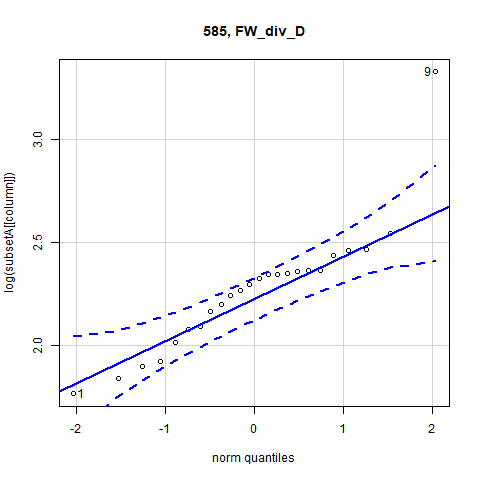 585, FW_div_D
log(subsetA[[column]])
3.0
2.5
2.0
9
1
-2 -1 0 1 2
norm quantiles